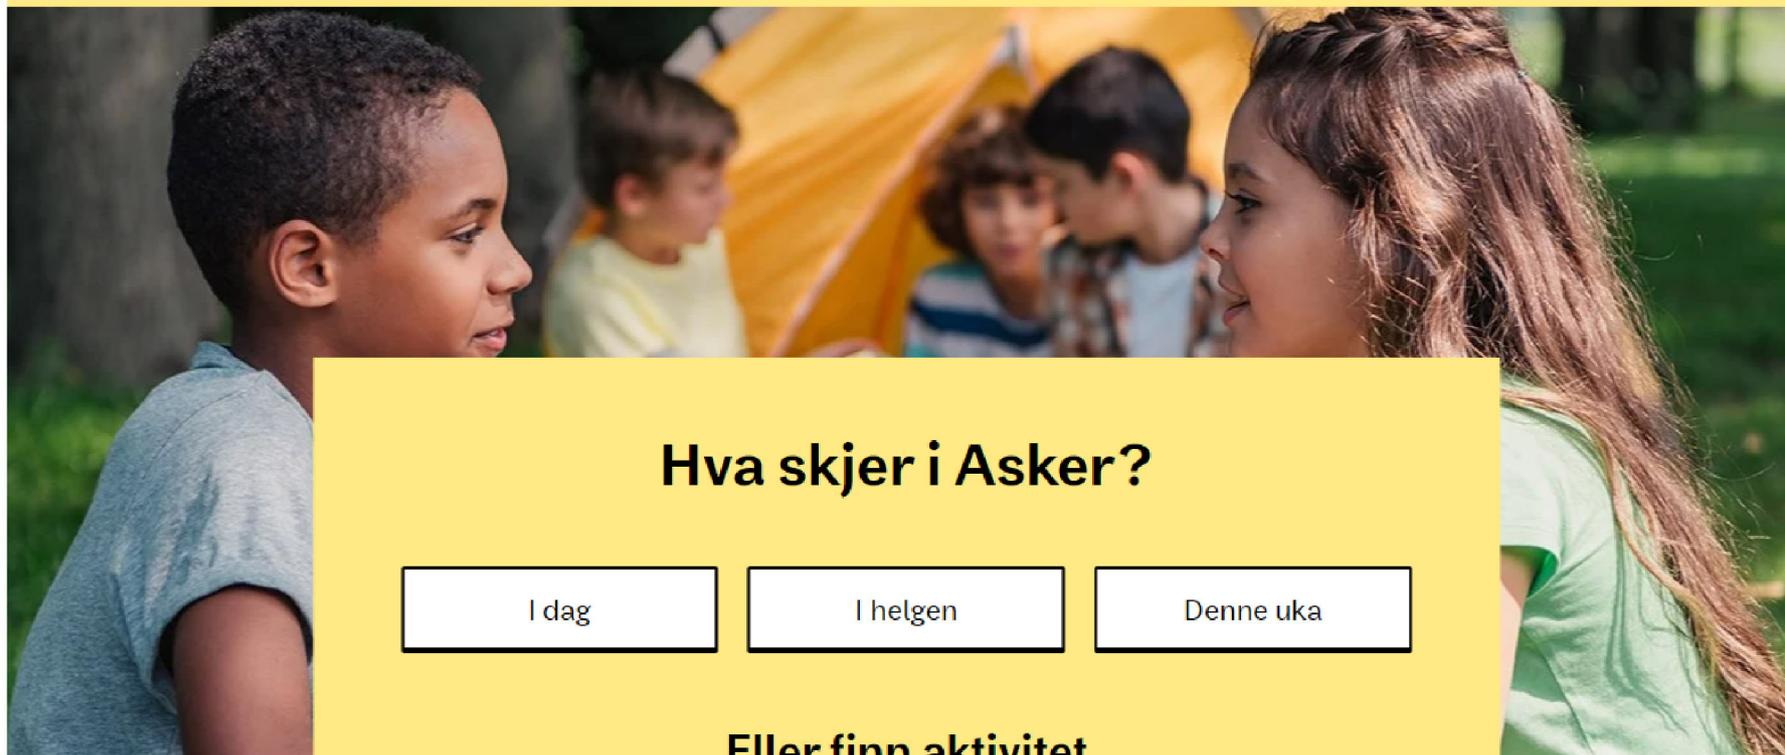 Hva skjer i Asker?
I dag
I helgen
Denne uka
Eller finn aktivitet